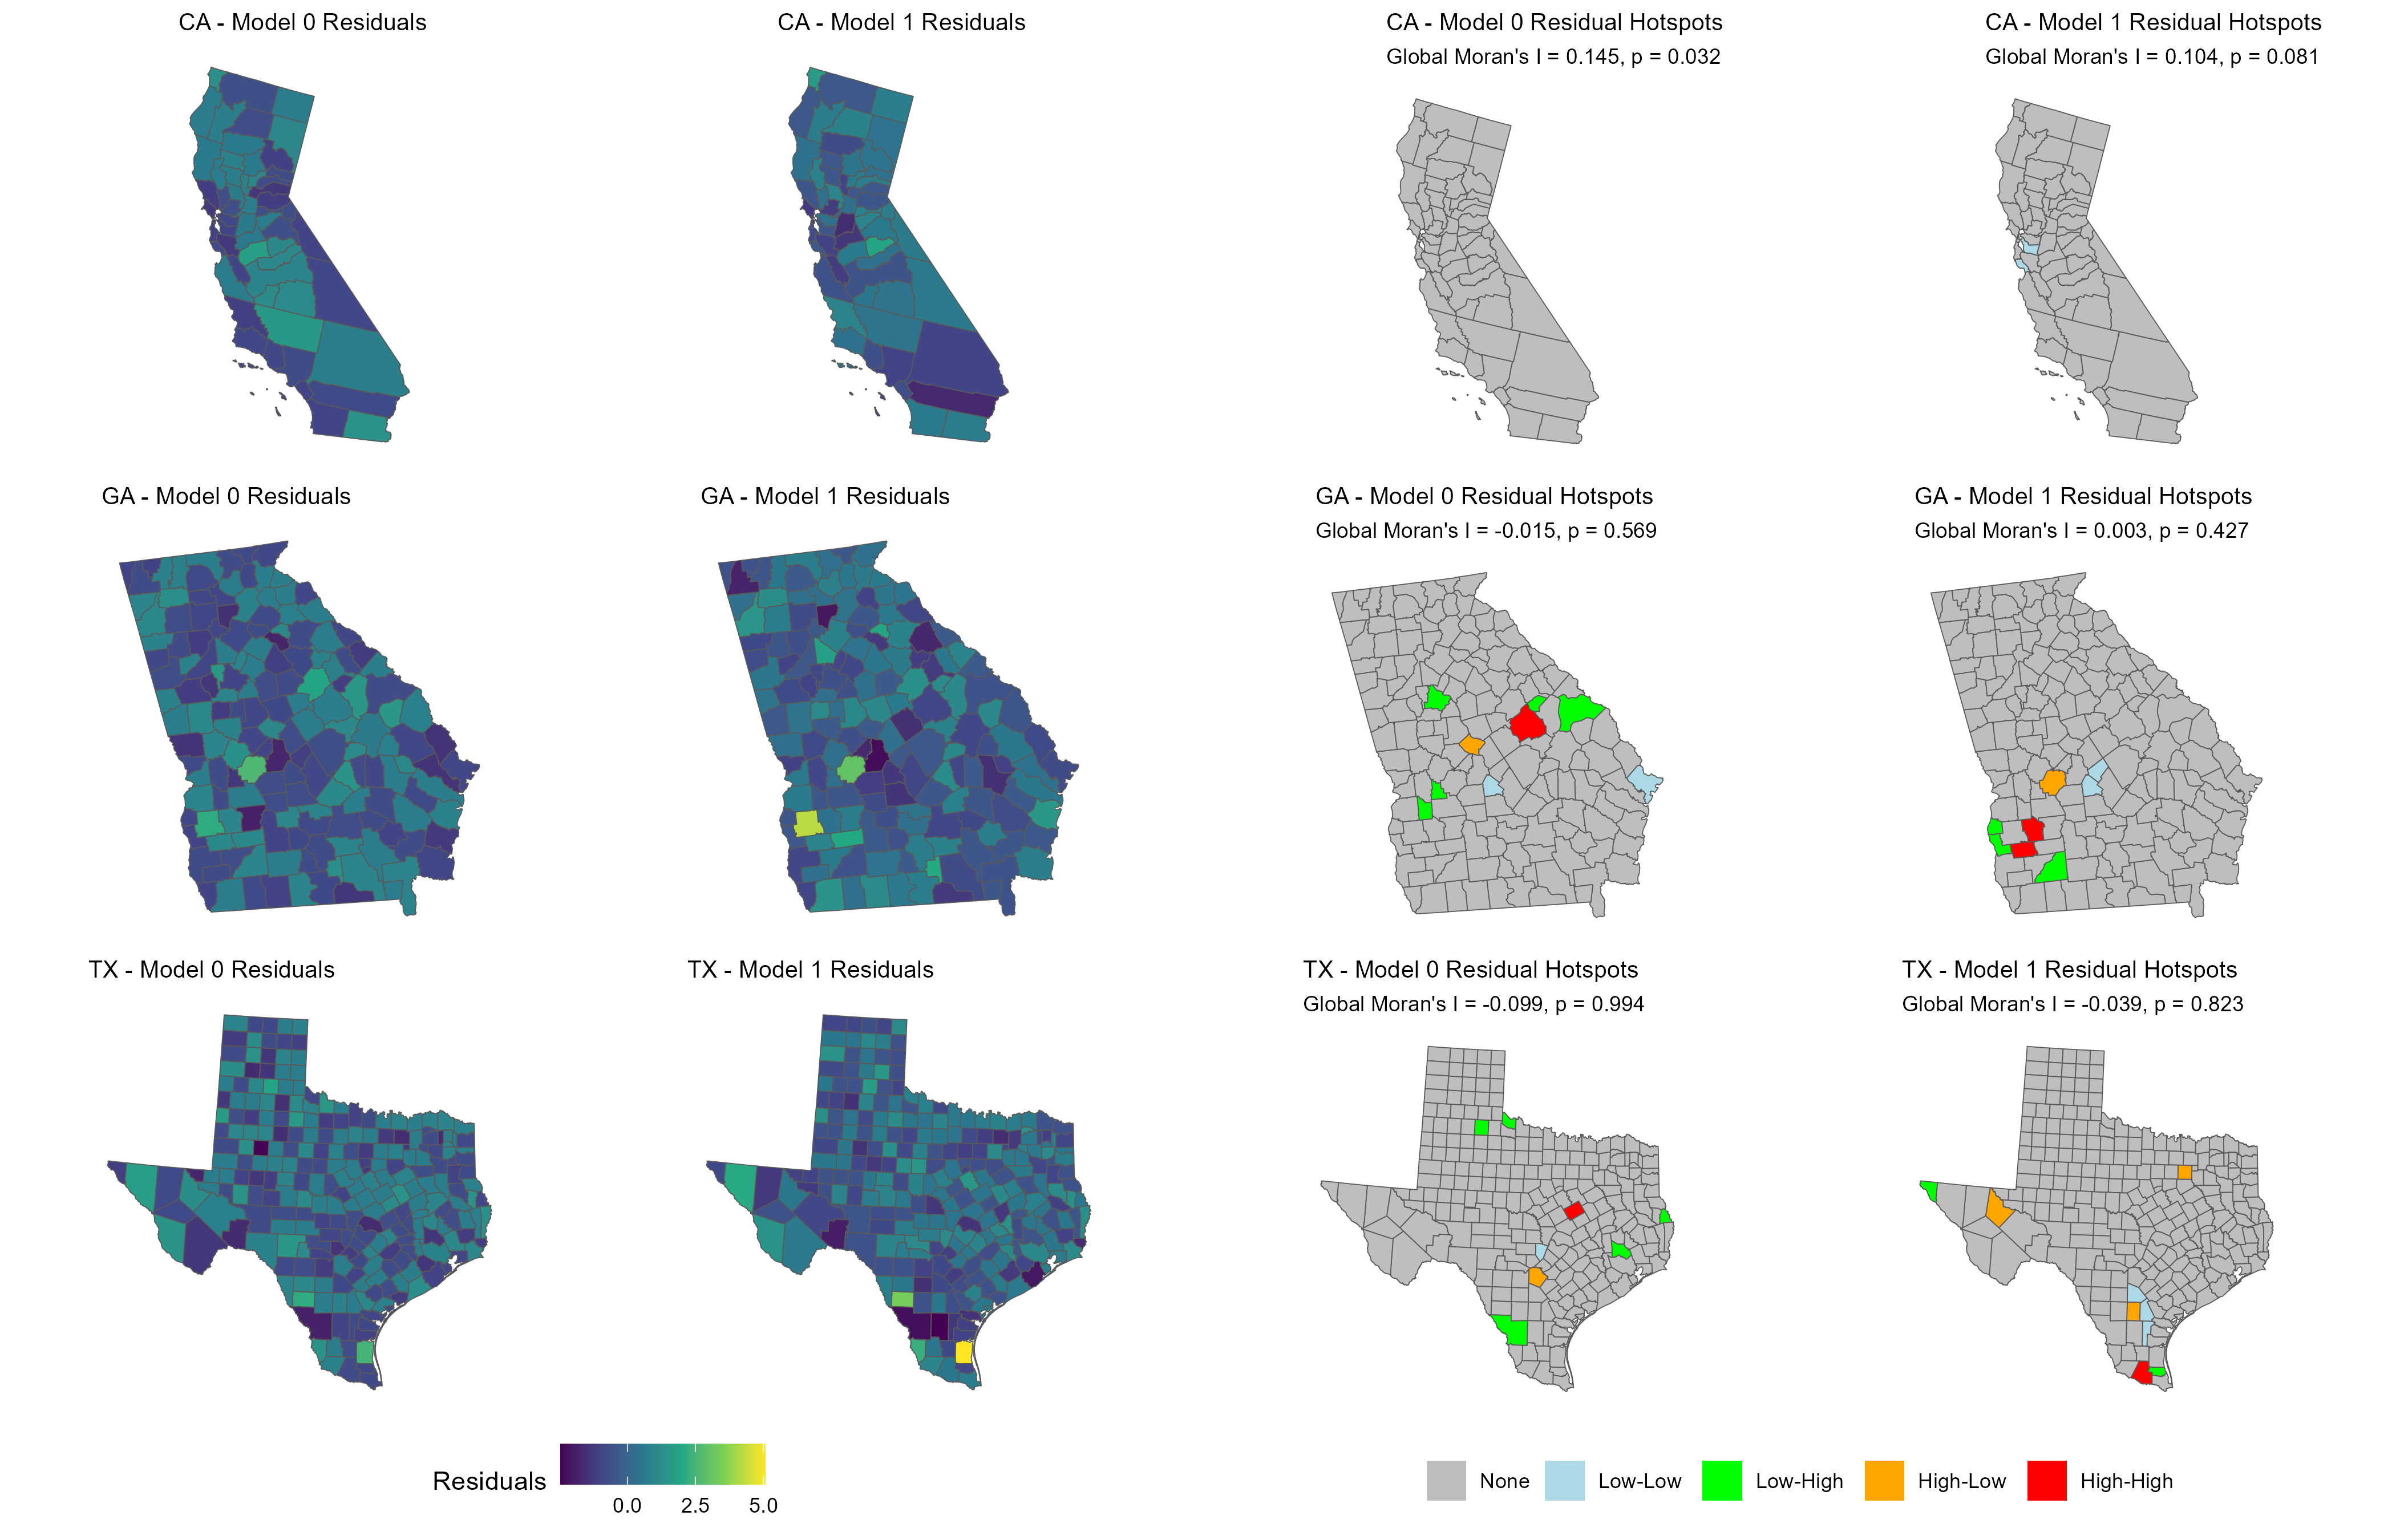 CA - Model 0 Residuals
CA - Model 1 Residuals
CA - Model 0 Residual Hotspots
Global Moran's I = 0.145, p = 0.032
CA - Model 1 Residual Hotspots
Global Moran's I = 0.104, p = 0.081
GA - Model 0 Residuals
GA - Model 1 Residuals
GA - Model 0 Residual Hotspots
Global Moran's I = -0.015, p = 0.569
GA - Model 1 Residual Hotspots
Global Moran's I = 0.003, p = 0.427
TX - Model 0 Residuals
TX - Model 1 Residuals
TX - Model 0 Residual Hotspots
Global Moran's I = -0.099, p = 0.994
TX - Model 1 Residual Hotspots
Global Moran's I = -0.039, p = 0.823
Residuals
0.0 2.5 5.0
None Low-Low Low-High High-Low High-High